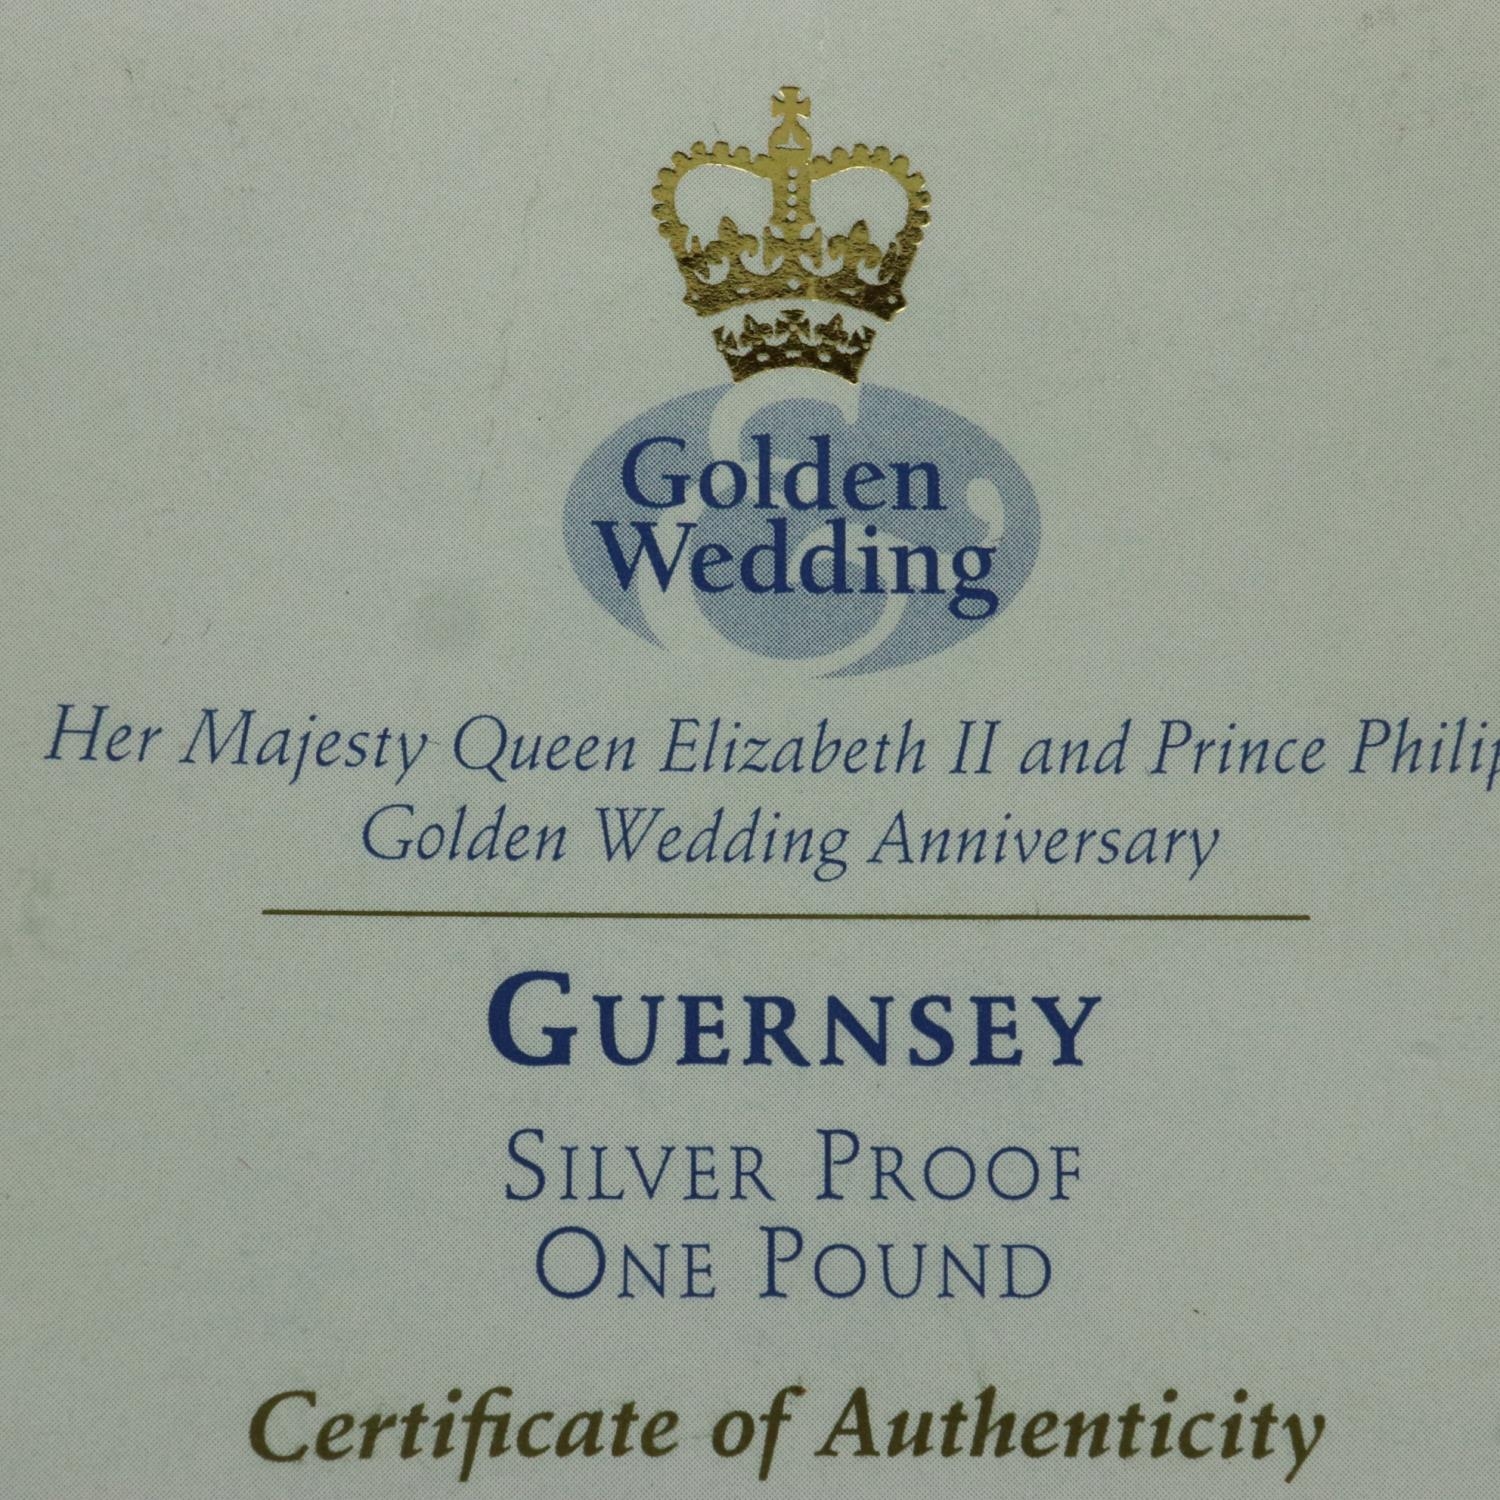 Golden
Wedding
Her Majesty Queen Elizabeth II and Prince Philip
Golden Wedding Anniversary
GUERNSEY
SILVER PROOF
ONE POUND
Certificate of Authenticity